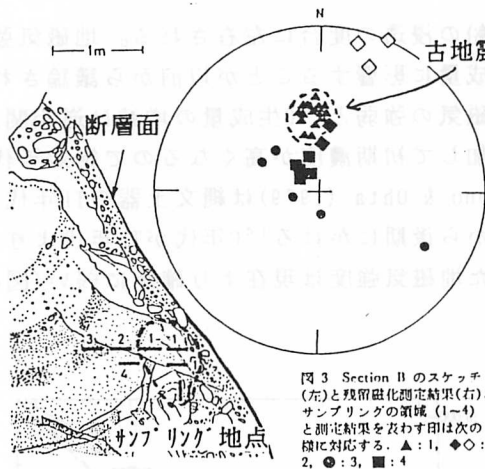 1m
断層面
3
2
1
1
4
サンプリング地点
N
古地震
図 3 Section B のスケッチ
(左)と残留磁化測定結果(右).
サンプリングの領域 (1~4)
と測定結果を表わす印は次の
様に対応する. ▲:1, ◆◇:
2, ●:3, ■:4